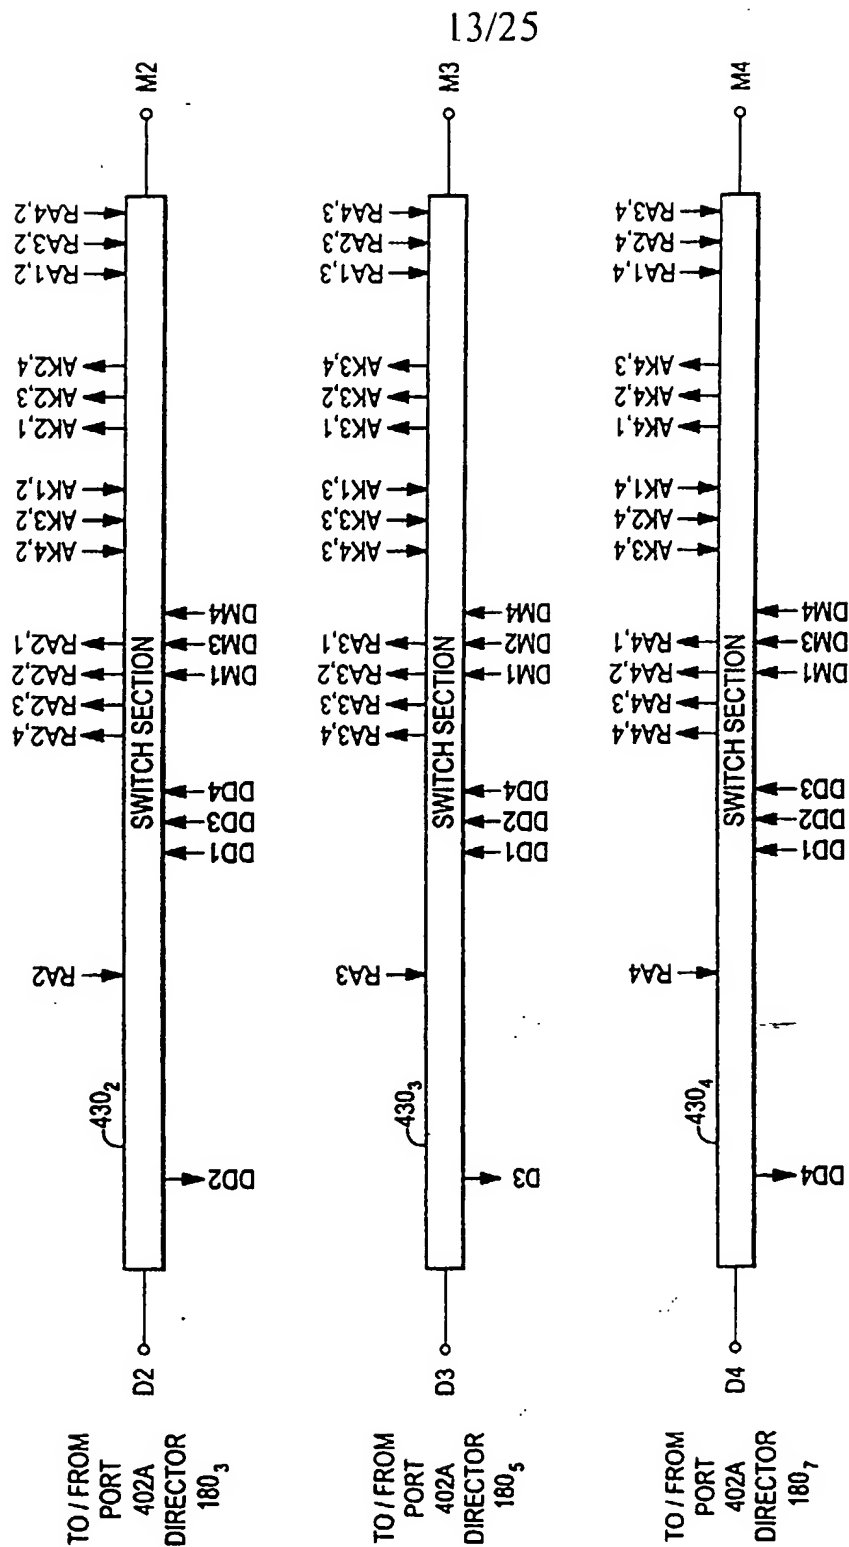 13/25
TO / FROM
PORT
402A
DIRECTOR
180₃
D2
DD2
430₂
RA2
SWITCH SECTION
DD1
DD3
DD4
RA2,4
RA2,3
RA2,2
RA2,1
DM1
DM3
DM4
AK4,2
AK3,2
AK1,2
AK2,1
AK2,3
AK2,4
RA1,2
RA3,2
RA4,2
M2
TO / FROM
PORT
402A
DIRECTOR
180₅
D3
D3
430₃
RA3
SWITCH SECTION
DD1
DD2
DD4
RA3,4
RA3,3
RA3,2
RA3,1
DM1
DM2
DM4
AK4,3
AK3,3
AK1,3
AK3,1
AK3,2
AK3,4
RA1,3
RA2,3
RA4,3
M3
TO / FROM
PORT
402A
DIRECTOR
180₇
D4
DD4
430₄
RA4
SWITCH SECTION
DD1
DD2
DD3
RA4,4
RA4,3
RA4,2
RA4,1
DM1
DM3
DM4
AK3,4
AK2,4
AK1,4
AK4,1
AK4,2
AK4,3
RA1,4
RA2,4
RA3,4
M4